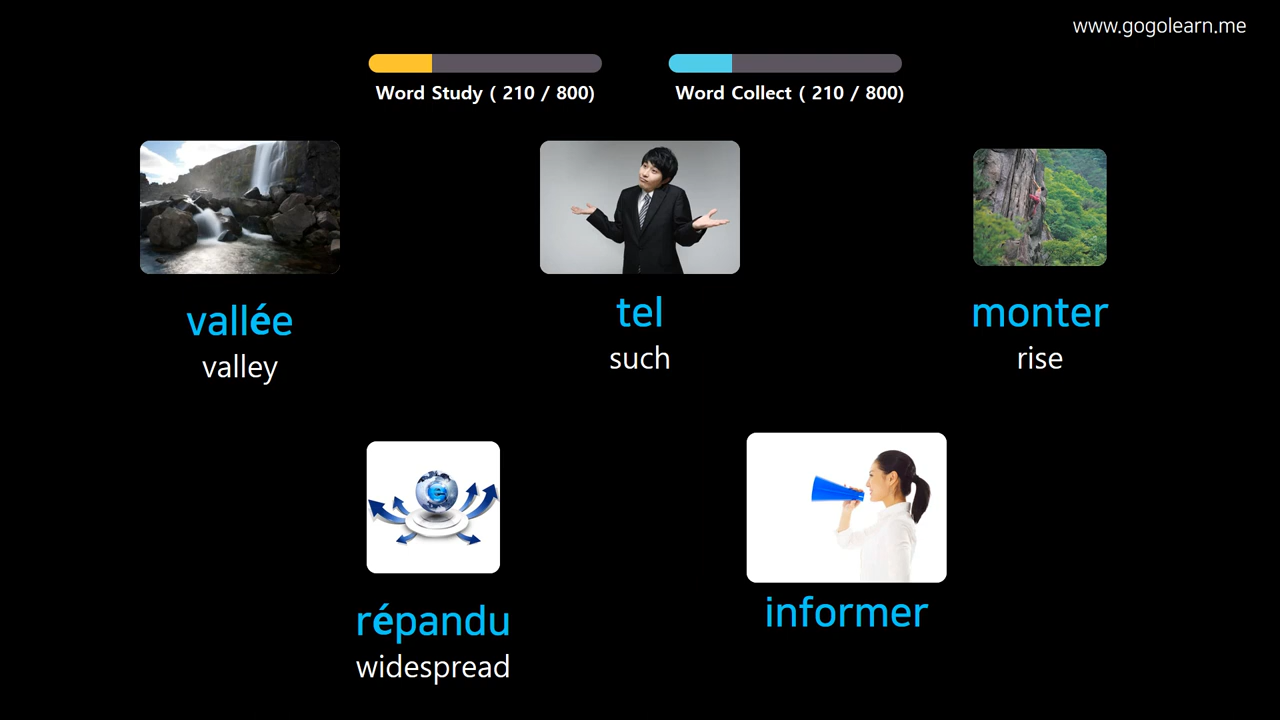 www.gogolearn.me
Word Study ( 210 / 800)
Word Collect ( 210 / 800)
vallée
valley
tel
such
monter
rise
e
répandu
widespread
informer